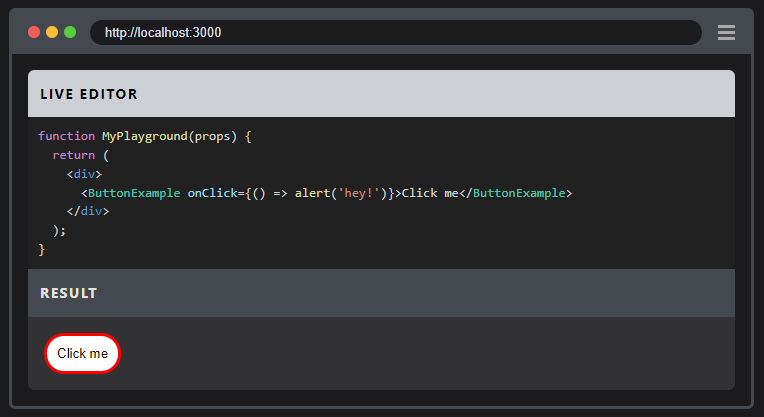 http://localhost:3000
LIVE EDITOR
function MyPlayground(props) {
  return (
    <div>
      <ButtonExample onClick={() => alert('hey!')}>Click me</ButtonExample>
    </div>
  );
}
RESULT
Click me